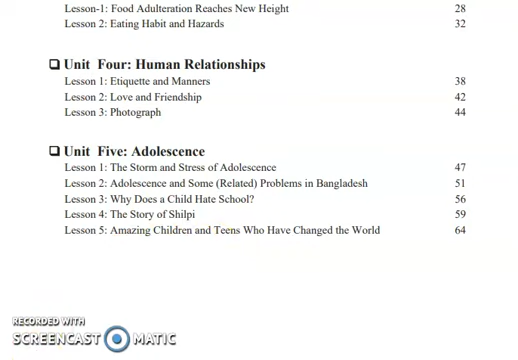 Lesson-1: Food Adulteration Reaches New Height 28
Lesson 2: Eating Habit and Hazards 32
Unit Four: Human Relationships
Lesson 1: Etiquette and Manners 38
Lesson 2: Love and Friendship 42
Lesson 3: Photograph 44
Unit Five: Adolescence
Lesson 1: The Storm and Stress of Adolescence 47
Lesson 2: Adolescence and Some (Related) Problems in Bangladesh 51
Lesson 3: Why Does a Child Hate School? 56
Lesson 4: The Story of Shilpi 59
Lesson 5: Amazing Children and Teens Who Have Changed the World 64
RECORDED WITH
SCREENCAST MATIC